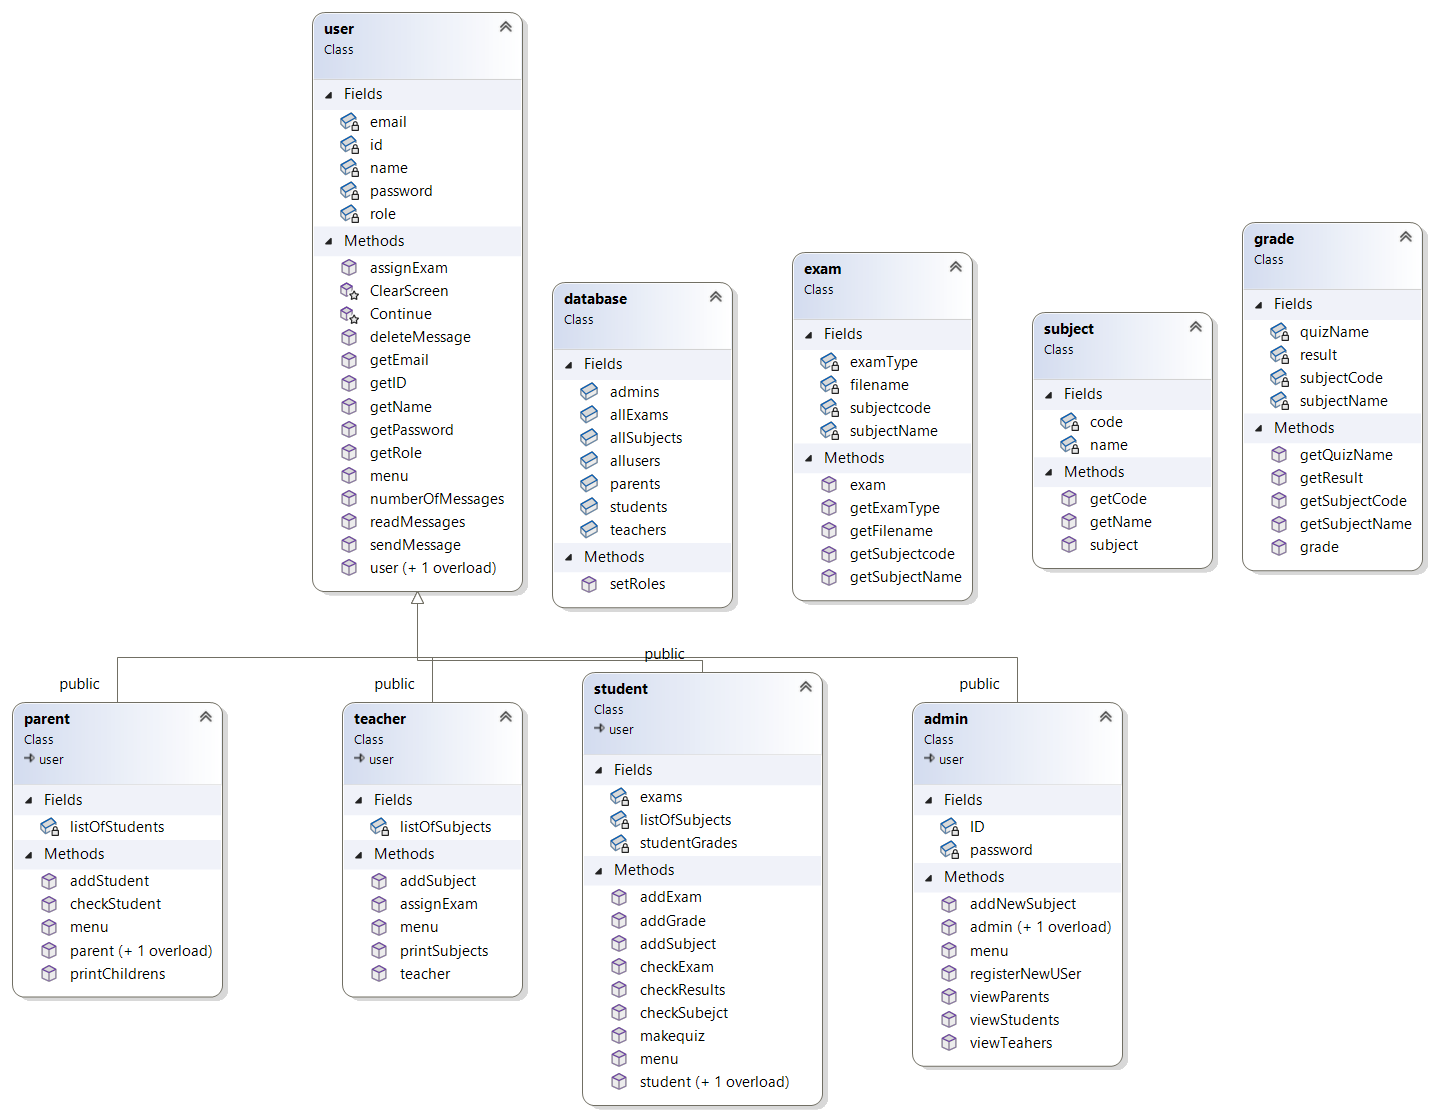 user
Class
Fields
email
id
name
password
role
Methods
assignExam
ClearScreen
Continue
deleteMessage
getEmail
getID
getName
getPassword
getRole
menu
numberOfMessages
readMessages
sendMessage
user (+ 1 overload)
database
Class
Fields
admins
allExams
allSubjects
allusers
parents
students
teachers
Methods
setRoles
exam
Class
Fields
examType
filename
subjectcode
subjectName
Methods
exam
getExamType
getFilename
getSubjectcode
getSubjectName
subject
Class
Fields
code
name
Methods
getCode
getName
subject
grade
Class
Fields
quizName
result
subjectCode
subjectName
Methods
getQuizName
getResult
getSubjectCode
getSubjectName
grade
public
parent
Class
user
Fields
listOfStudents
Methods
addStudent
checkStudent
menu
parent (+ 1 overload)
printChildrens
public
teacher
Class
user
Fields
listOfSubjects
Methods
addSubject
assignExam
menu
printSubjects
teacher
public
student
Class
user
Fields
exams
listOfSubjects
studentGrades
Methods
addExam
addGrade
addSubject
checkExam
checkResults
checkSubejct
makequiz
menu
student (+ 1 overload)
public
admin
Class
user
Fields
ID
password
Methods
addNewSubject
admin (+ 1 overload)
menu
registerNewUSer
viewParents
viewStudents
viewTeahers